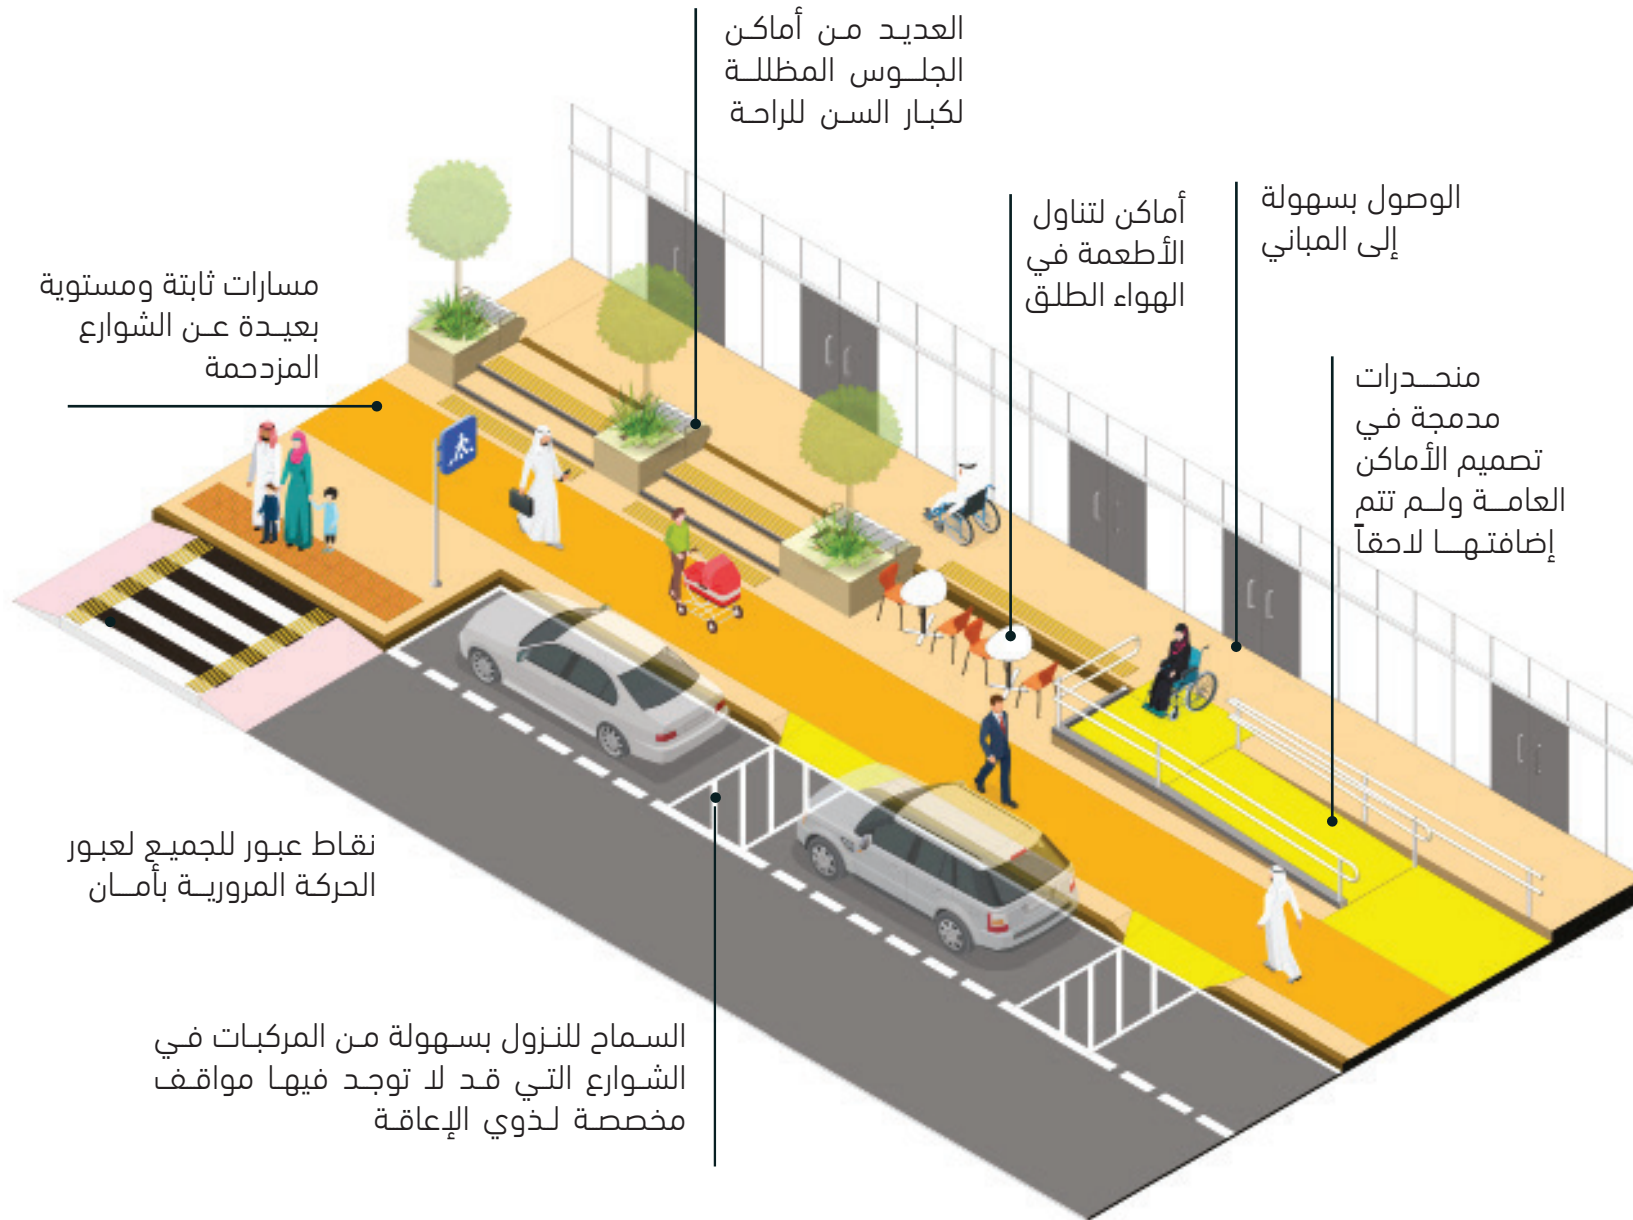 العديد من أماكن
الجلوس المظللة
لكبار السن للراحة
الوصول بسهولة
إلى المباني
أماكن لتناول
الأطعمة في
الهواء الطلق
مسارات ثابتة ومستوية
بعيدة عن الشوارع
المزدحمة
منحدرات
مدمجة في
تصميم الأماكن
العامة ولم تتم
إضافتها لاحقاً
نقاط عبور للجميع لعبور
الحركة المرورية بأمان
السماح للنزول بسهولة من المركبات في
الشوارع التي قد لا توجد فيها مواقف
مخصصة لذوي الإعاقة